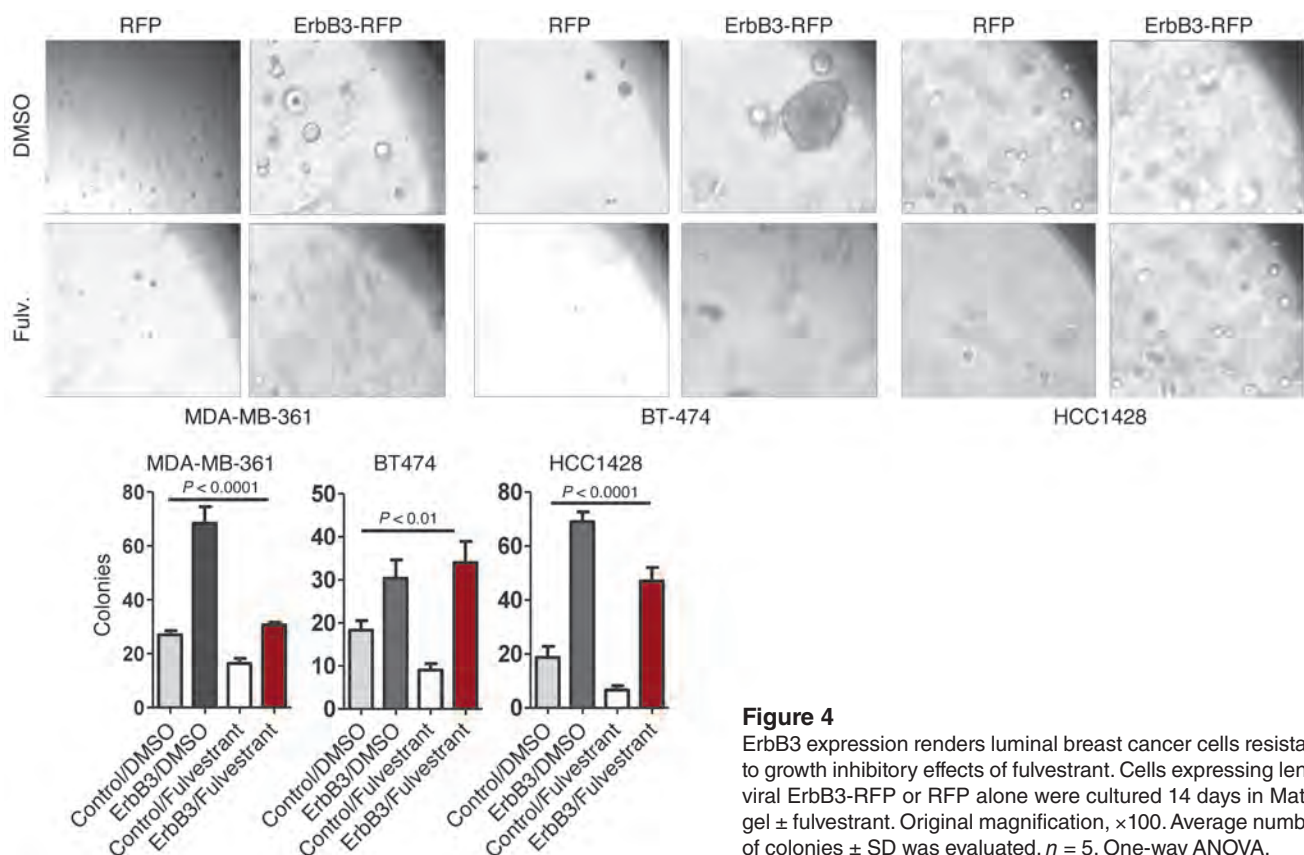 RFP ErbB3-RFP RFP ErbB3-RFP RFP ErbB3-RFP
DMSO
Fulv.
MDA-MB-361 BT-474 HCC1428
MDA-MB-361 BT474 HCC1428
P < 0.0001 P < 0.01 P < 0.0001
Colonies
80 60 40 20 0
50 40 30 20 10 0
80 60 40 20 0
Control/DMSO ErbB3/DMSO Control/Fulvestrant ErbB3/Fulvestrant
Control/DMSO ErbB3/DMSO Control/Fulvestrant ErbB3/Fulvestrant
Control/DMSO ErbB3/DMSO Control/Fulvestrant ErbB3/Fulvestrant
Figure 4
ErbB3 expression renders luminal breast cancer cells resista
to growth inhibitory effects of fulvestrant. Cells expressing len
viral ErbB3-RFP or RFP alone were cultured 14 days in Mat
gel ± fulvestrant. Original magnification, ×100. Average numb
of colonies ± SD was evaluated. n = 5. One-way ANOVA.